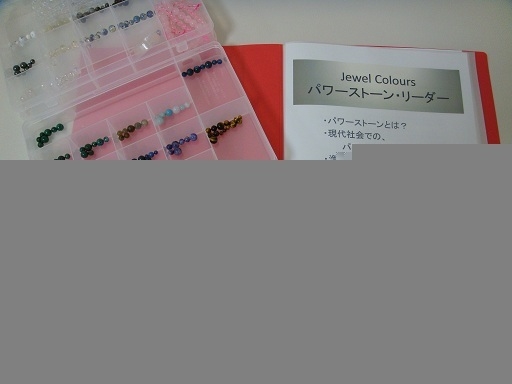 Jewel Colours
パワーストーン・リーダー
・パワーストーンとは?
・現代社会での、